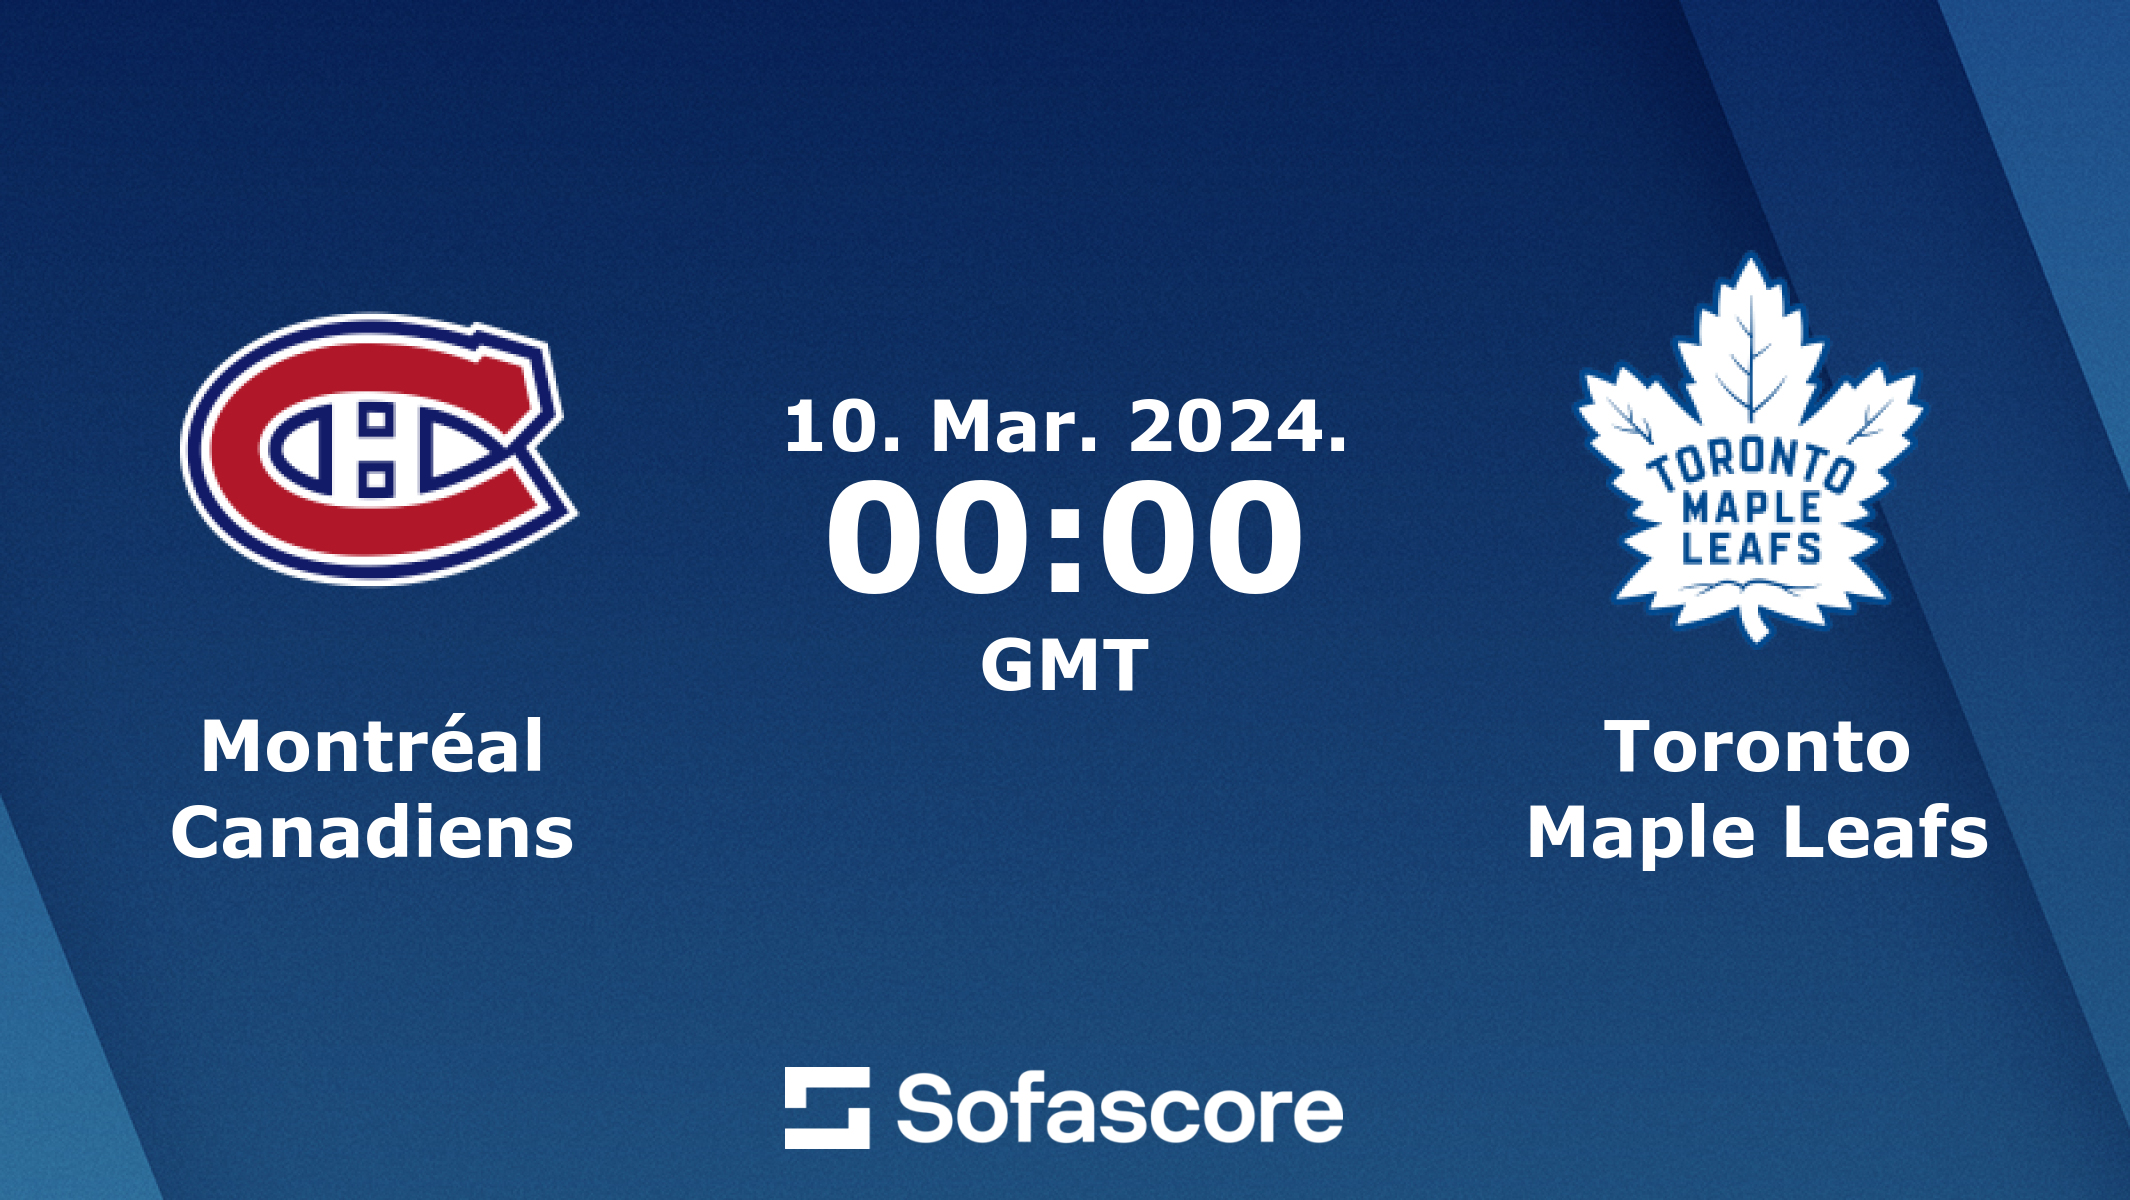 10. Mar. 2024.
00:00
GMT
Montréal
Canadiens
TORONTO
MAPLE
LEAFS
Toronto
Maple Leafs
Sofascore